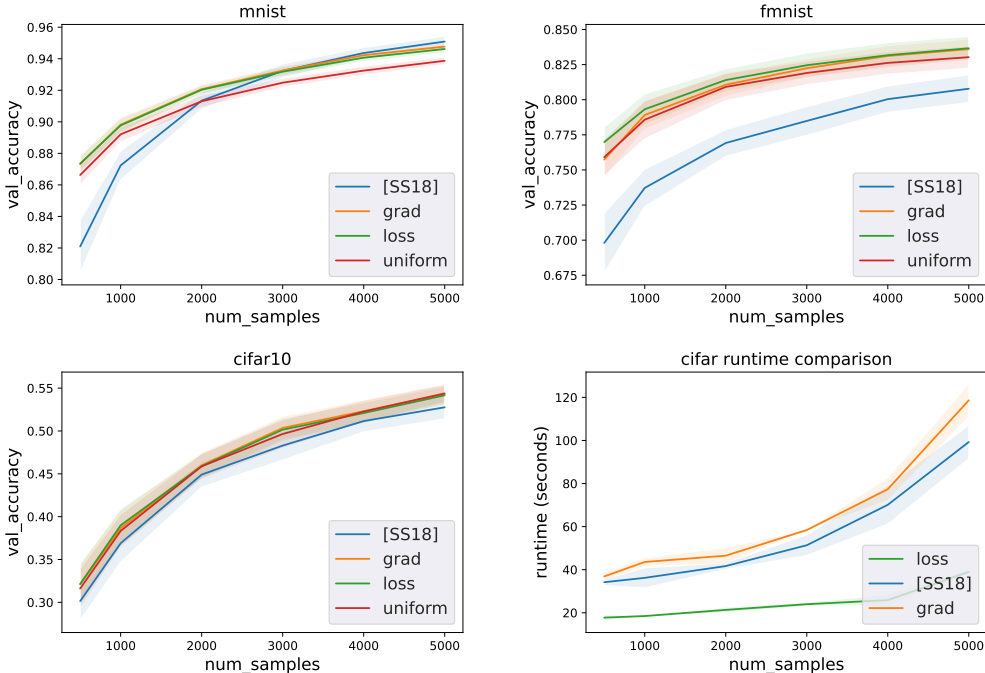 mnist
val_accuracy
0.96
0.94
0.92
0.90
0.88
0.86
0.84
0.82
0.80
[SS18]
grad
loss
uniform
1000 2000 3000 4000 5000
num_samples
fmnist
val_accuracy
0.850
0.825
0.800
0.775
0.750
0.725
0.700
0.675
[SS18]
grad
loss
uniform
1000 2000 3000 4000 5000
num_samples
cifar10
val_accuracy
0.55
0.50
0.45
0.40
0.35
0.30
[SS18]
grad
loss
uniform
1000 2000 3000 4000 5000
num_samples
cifar runtime comparison
runtime (seconds)
120
100
80
60
40
20
loss
[SS18]
grad
1000 2000 3000 4000 5000
num_samples